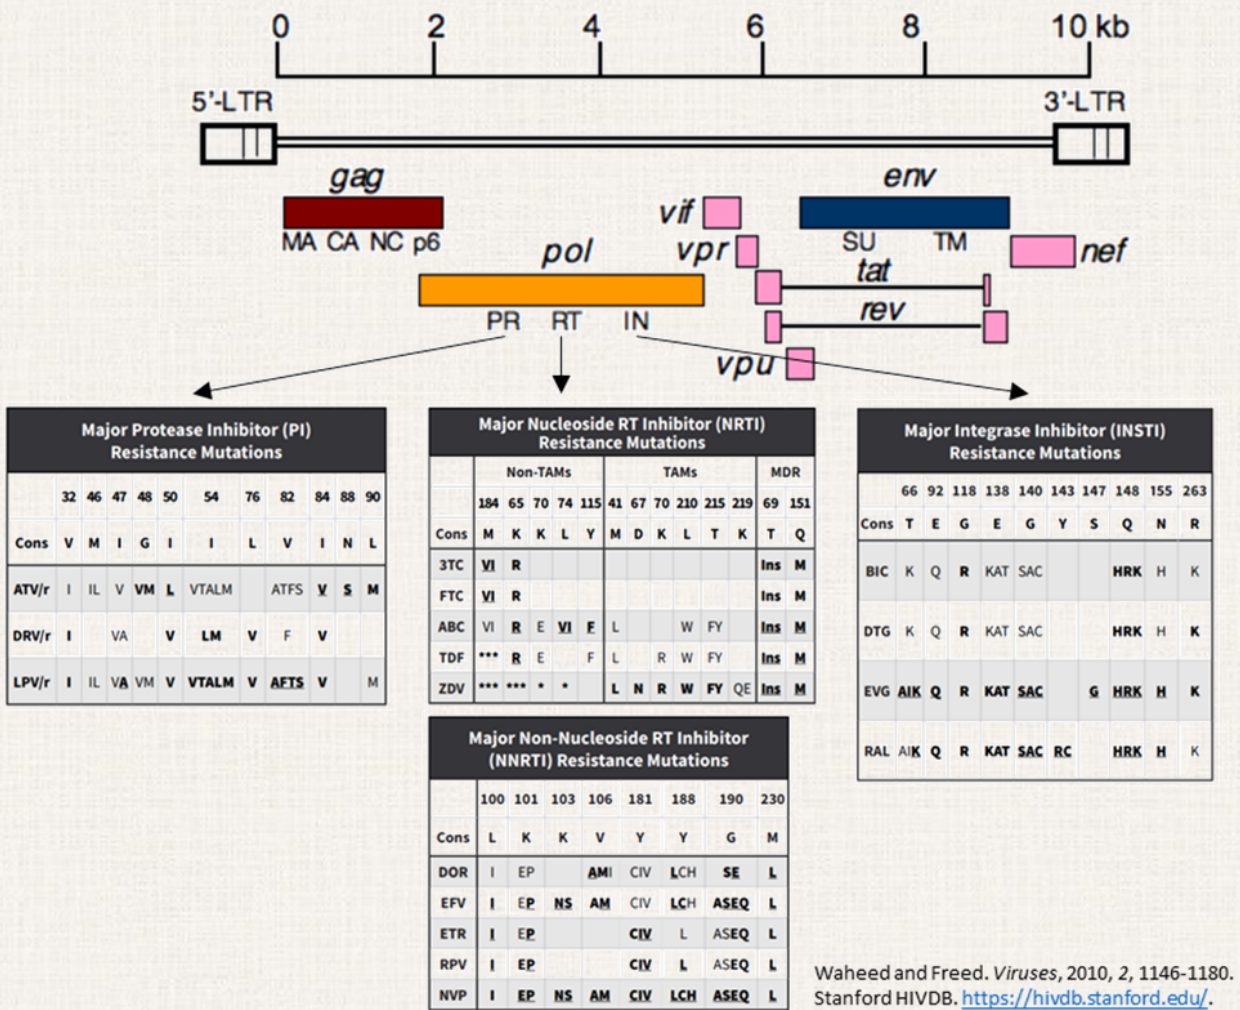 0 2 4 6 8 10 kb
5'-LTR 3'-LTR
gag env
vif
MA CA NC p6 SU TM
pol vpr tat nef
rev
PR RT IN
vpu
Major Protease Inhibitor (PI)
Resistance Mutations
32 46 47 48 50 54 76 82 84 88 90
Cons V M I G I I L V I N L
ATV/r I IL V VM L VTALM ATFS V S M
DRV/r I VA V LM V F V
LPV/r I IL VA VM V VTALM V AFTS V M
Major Nucleoside RT Inhibitor (NRTI)
Resistance Mutations
Non-TAMs TAMs MDR
184 65 70 74 115 41 67 70 210 215 219 69 151
Cons M K K L Y M D K L T K T Q
3TC VI R Ins M
FTC VI R Ins M
ABC VI R E VI F L W FY Ins M
TDF *** R E F L R W FY Ins M
ZDV *** *** * * L N R W FY QE Ins M
Major Non-Nucleoside RT Inhibitor
(NNRTI) Resistance Mutations
100 101 103 106 181 188 190 230
Cons L K K V Y Y G M
DOR I EP AMI CIV LCH SE L
EFV I EP NS AM CIV LCH ASEQ L
ETR I EP CIV L ASEQ L
RPV I EP CIV L ASEQ L
NVP I EP NS AM CIV LCH ASEQ L
Major Integrase Inhibitor (INSTI)
Resistance Mutations
66 92 118 138 140 143 147 148 155 263
Cons T E G E G Y S Q N R
BIC K Q R KAT SAC HRK H K
DTG K Q R KAT SAC HRK H K
EVG AIK Q R KAT SAC G HRK H K
RAL AIK Q R KAT SAC RC HRK H K
Waheed and Freed. Viruses, 2010, 2, 1146-1180.
Stanford HIVDB. https://hivdb.stanford.edu/.